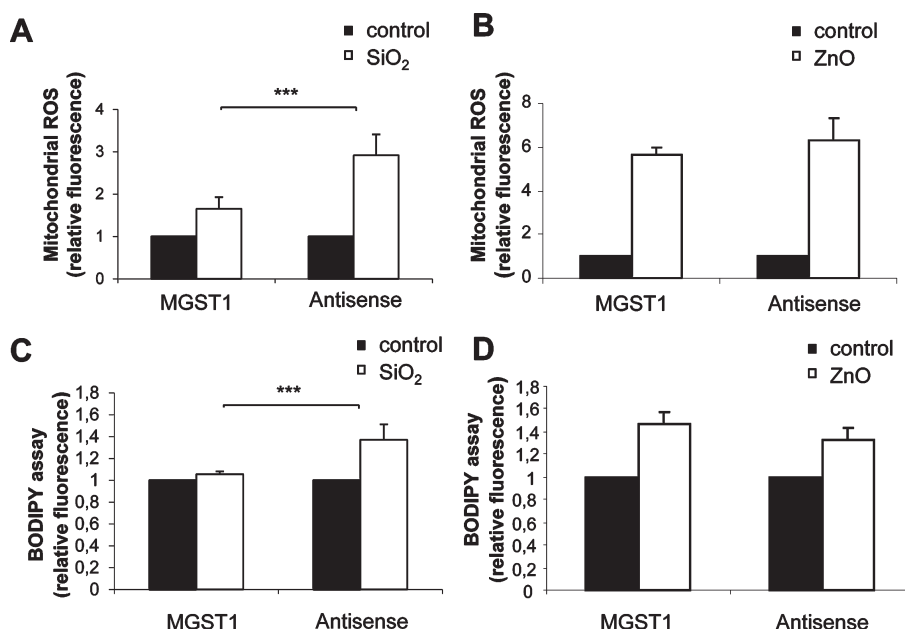 A
control
SiO₂
Mitochondrial ROS
(relative fluorescence)
4
3
2
1
0
***
MGST1
Antisense
B
control
ZnO
Mitochondrial ROS
(relative fluorescence)
8
6
4
2
0
MGST1
Antisense
C
control
SiO₂
BODIPY assay
(relative fluorescence)
1,8
1,6
1,4
1,2
1
0,8
0,6
0,4
0,2
0
***
MGST1
Antisense
D
control
ZnO
BODIPY assay
(relative fluorescence)
1,8
1,6
1,4
1,2
1
0,8
0,6
0,4
0,2
0
MGST1
Antisense